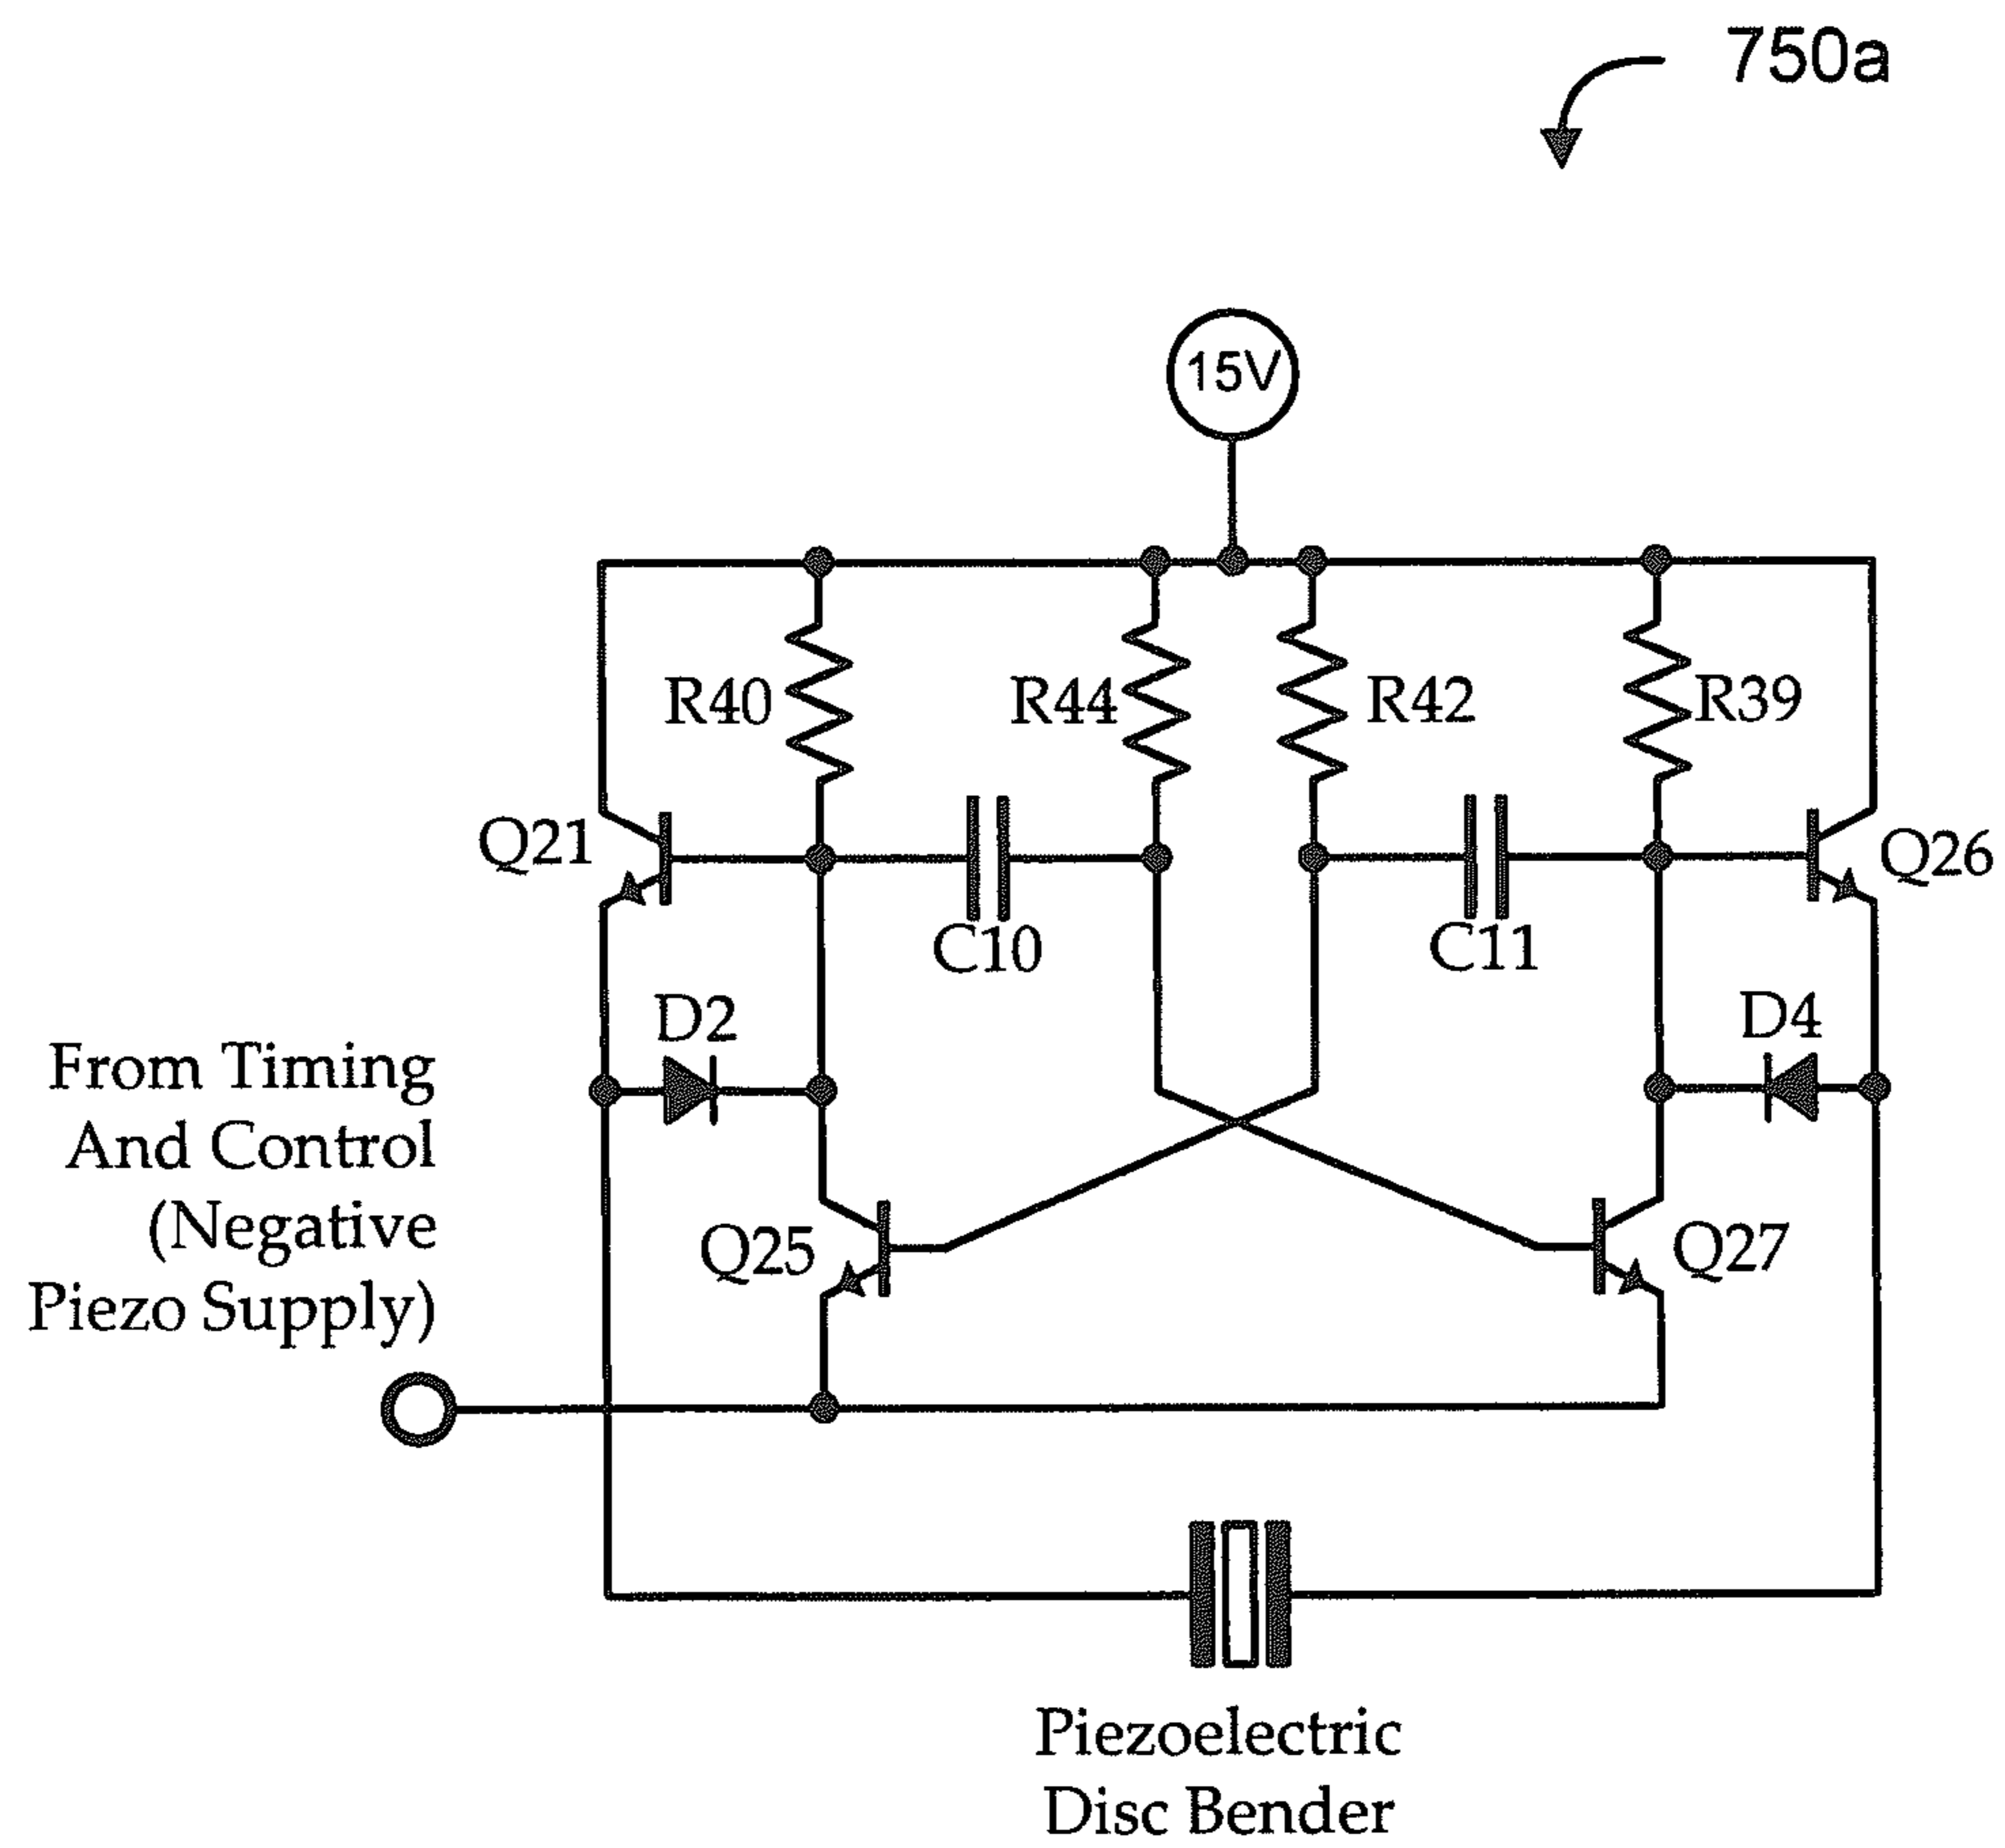 750a
15V
R40
R44
R42
R39
Q21
Q26
C10
C11
D2
D4
From Timing
And Control
(Negative
Piezo Supply)
Q25
Q27
Piezoelectric
Disc Bender